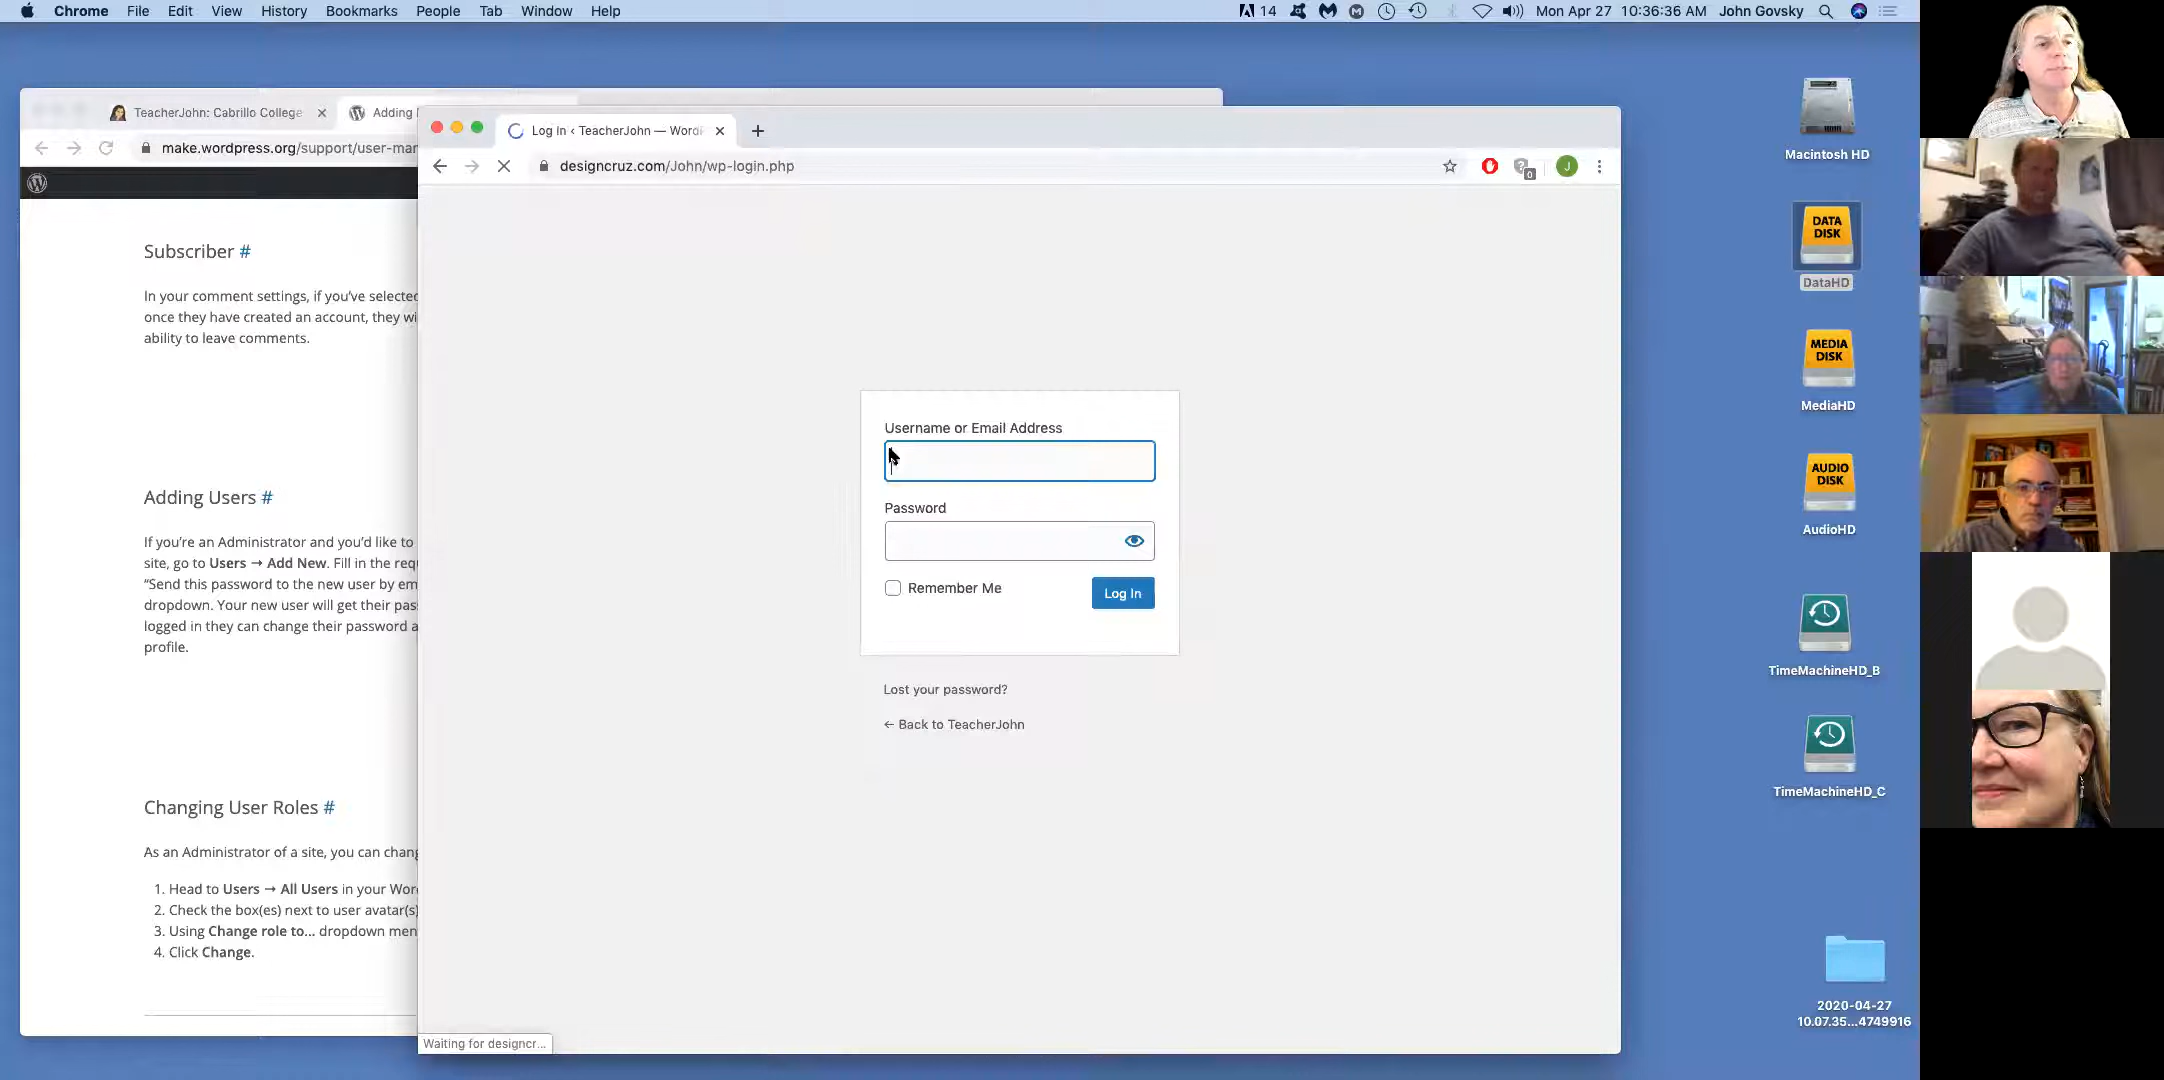 Chrome File Edit View History Bookmarks People Tab Window Help
14
Mon Apr 27 10:36:36 AM John Govsky
TeacherJohn: Cabrillo College
Adding
make.wordpress.org/support/user-mar
Subscriber #
In your comment settings, if you've selected
once they have created an account, they wi
ability to leave comments.
Adding Users #
If you're an Administrator and you'd like to
site, go to Users → Add New. Fill in the req
"Send this password to the new user by em
dropdown. Your new user will get their pas
logged in they can change their password a
profile.
Changing User Roles #
As an Administrator of a site, you can chang
1. Head to Users → All Users in your Wor
2. Check the box(es) next to user avatar(s)
3. Using Change role to... dropdown men
4. Click Change.
Log In ‹ TeacherJohn — WordP
designcruz.com/John/wp-login.php
0
J
Username or Email Address
Password
Remember Me
Log In
Lost your password?
← Back to TeacherJohn
Waiting for designcr...
Macintosh HD
DATA
DISK
DataHD
MEDIA
DISK
MediaHD
AUDIO
DISK
AudioHD
TimeMachineHD_B
TimeMachineHD_C
2020-04-27
10.07.35...4749916